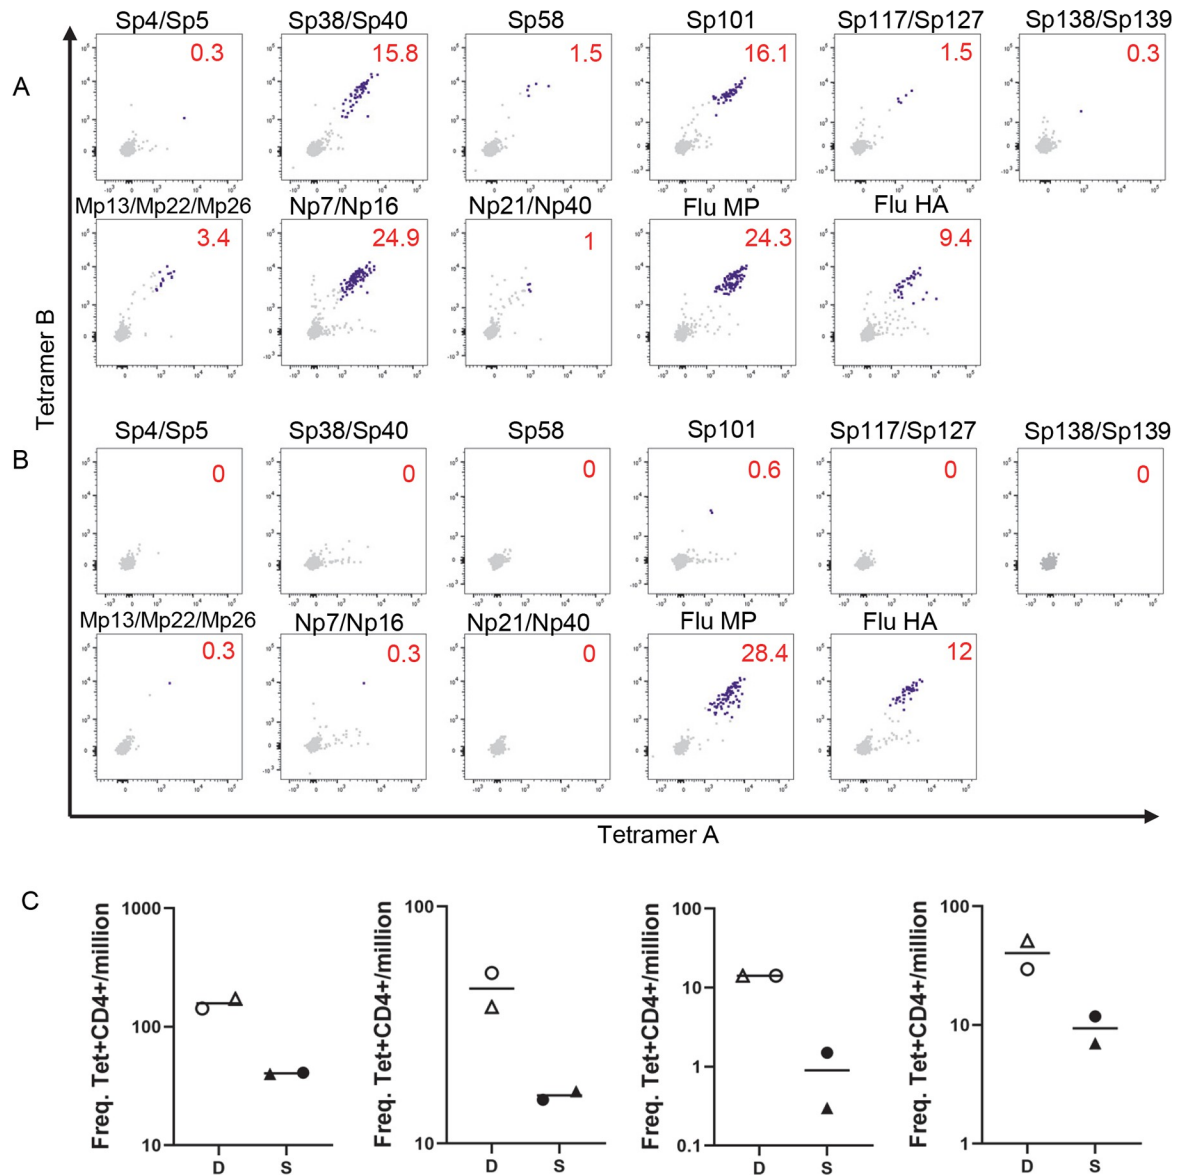 Sp4/Sp5 Sp38/Sp40 Sp58 Sp101 Sp117/Sp127 Sp138/Sp139
A
0.3 15.8 1.5 16.1 1.5 0.3
Mp13/Mp22/Mp26 Np7/Np16 Np21/Np40 Flu MP Flu HA
3.4 24.9 1 24.3 9.4
Tetramer B
B
Sp4/Sp5 Sp38/Sp40 Sp58 Sp101 Sp117/Sp127 Sp138/Sp139
0 0 0 0.6 0 0
Mp13/Mp22/Mp26 Np7/Np16 Np21/Np40 Flu MP Flu HA
0.3 0.3 0 28.4 12
Tetramer A
C
Freq. Tet+CD4+/million
1000
100
10
D S
Freq. Tet+CD4+/million
100
10
D S
Freq. Tet+CD4+/million
100
10
1
0.1
D S
Freq. Tet+CD4+/million
100
10
1
D S